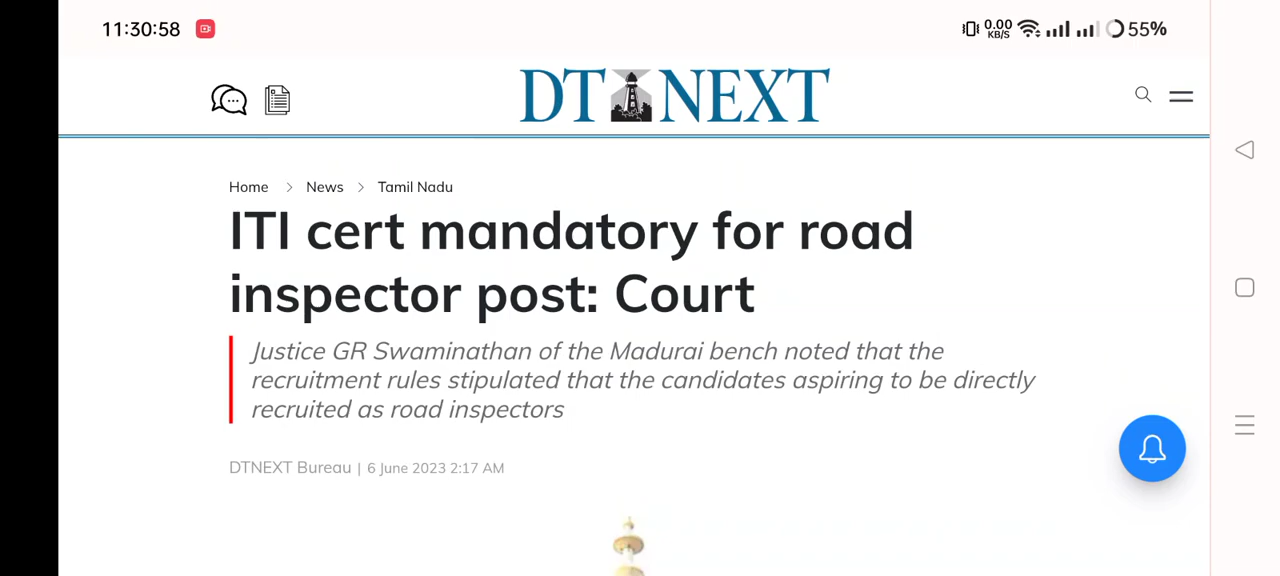 11:30:58 0.00 KB/S 55%
DT NEXT
Home > News > Tamil Nadu
ITI cert mandatory for road
inspector post: Court
Justice GR Swaminathan of the Madurai bench noted that the
recruitment rules stipulated that the candidates aspiring to be directly
recruited as road inspectors
DTNEXT Bureau | 6 June 2023 2:17 AM